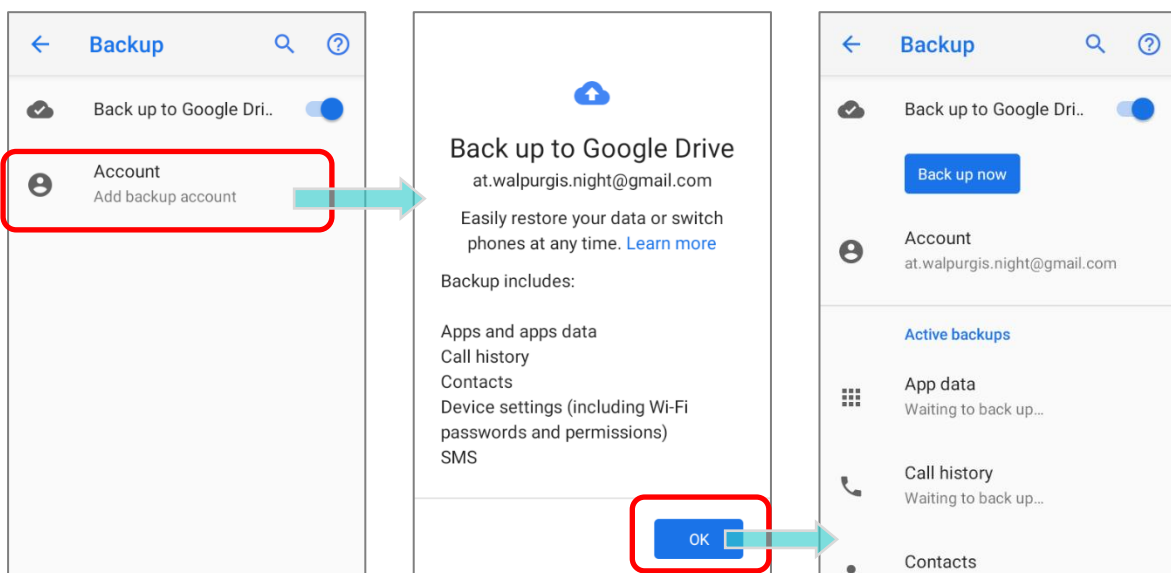 Backup
Back up to Google Dri..
Account
Add backup account
Back up to Google Drive
at.walpurgis.night@gmail.com
Easily restore your data or switch
phones at any time. Learn more
Backup includes:
Apps and apps data
Call history
Contacts
Device settings (including Wi-Fi
passwords and permissions)
SMS
OK
Backup
Back up to Google Dri..
Back up now
Account
at.walpurgis.night@gmail.com
Active backups
App data
Waiting to back up...
Call history
Waiting to back up...
Contacts